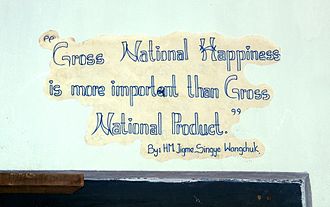 "Gross National Happiness
is more important than Gross
National Product."
By: HM Jigme Singye Wangchuk